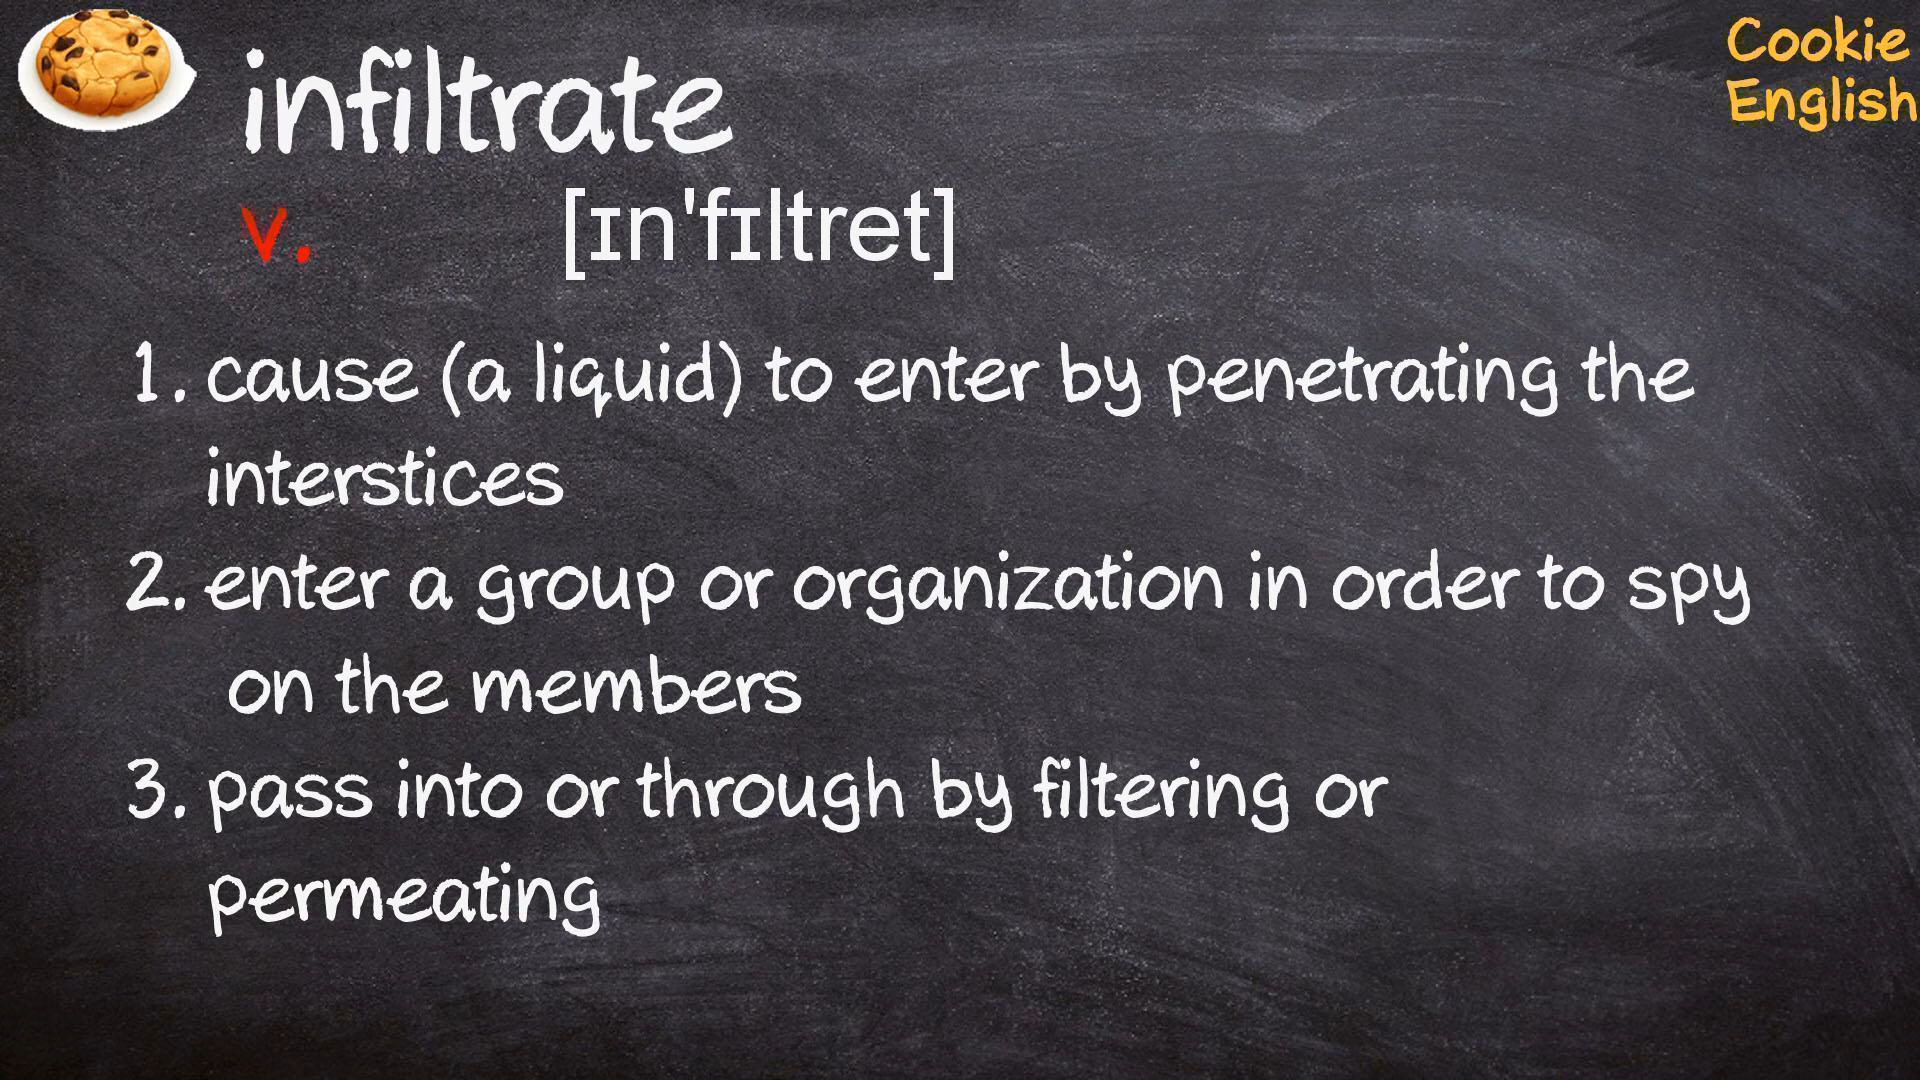 Cookie
English
infiltrate
v. [ɪn'fɪltret]
1. cause (a liquid) to enter by penetrating the
interstices
2. enter a group or organization in order to spy
on the members
3. pass into or through by filtering or
permeating